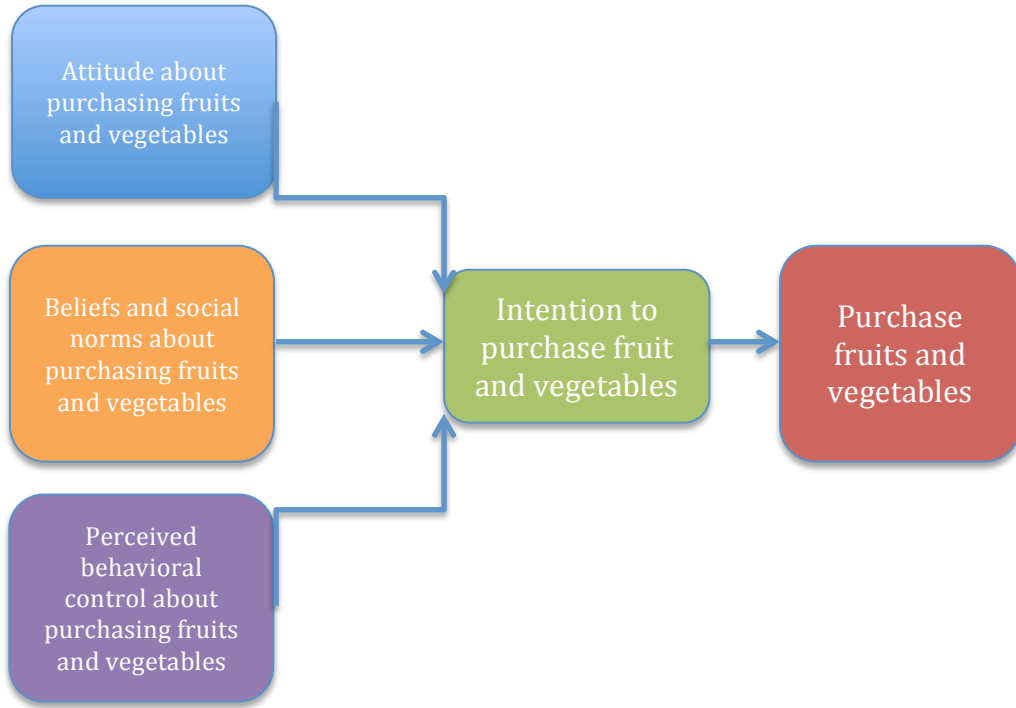 Attitude about
purchasing fruits
and vegetables
Beliefs and social
norms about
purchasing fruits
and vegetables
Perceived
behavioral
control about
purchasing fruits
and vegetables
Intention to
purchase fruit
and vegetables
Purchase
fruits and
vegetables